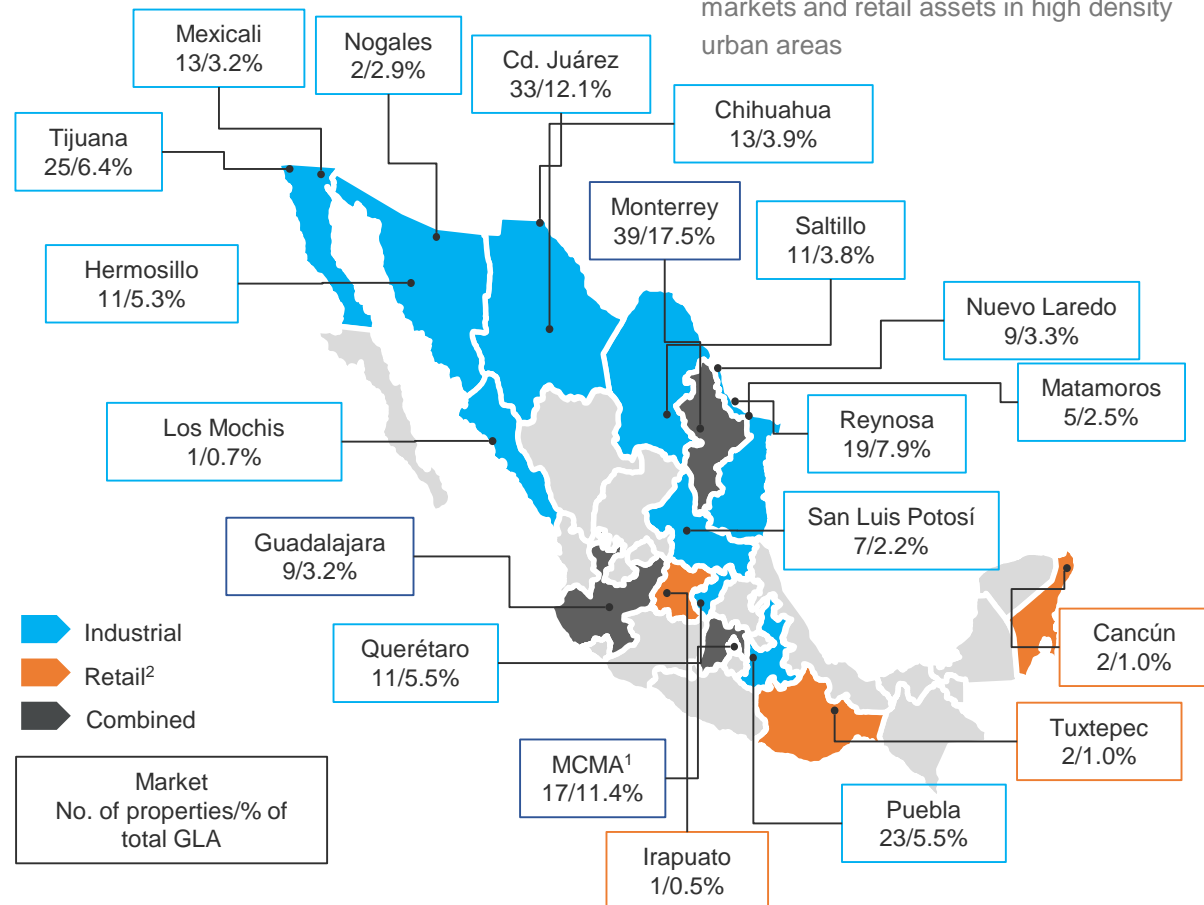 markets and retail assets in high density
urban areas
Mexicali
13/3.2%
Nogales
2/2.9%
Cd. Juárez
33/12.1%
Chihuahua
13/3.9%
Tijuana
25/6.4%
Monterrey
39/17.5%
Saltillo
11/3.8%
Hermosillo
11/5.3%
Nuevo Laredo
9/3.3%
Matamoros
5/2.5%
Los Mochis
1/0.7%
Reynosa
19/7.9%
San Luis Potosí
7/2.2%
Guadalajara
9/3.2%
Industrial
Retail²
Combined
Querétaro
11/5.5%
Cancún
2/1.0%
Tuxtepec
2/1.0%
MCMA¹
17/11.4%
Puebla
23/5.5%
Irapuato
1/0.5%
Market
No. of properties/% of
total GLA